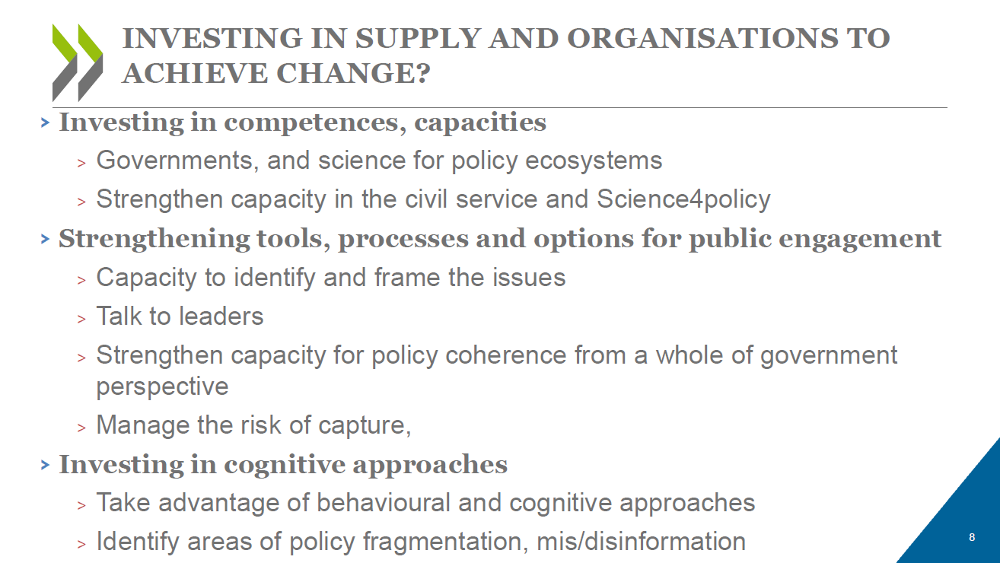 INVESTING IN SUPPLY AND ORGANISATIONS TO
ACHIEVE CHANGE?
> Investing in competences, capacities
> Governments, and science for policy ecosystems
> Strengthen capacity in the civil service and Science4policy
> Strengthening tools, processes and options for public engagement
> Capacity to identify and frame the issues
> Talk to leaders
> Strengthen capacity for policy coherence from a whole of government
perspective
> Manage the risk of capture,
> Investing in cognitive approaches
> Take advantage of behavioural and cognitive approaches
> Identify areas of policy fragmentation, mis/disinformation
8